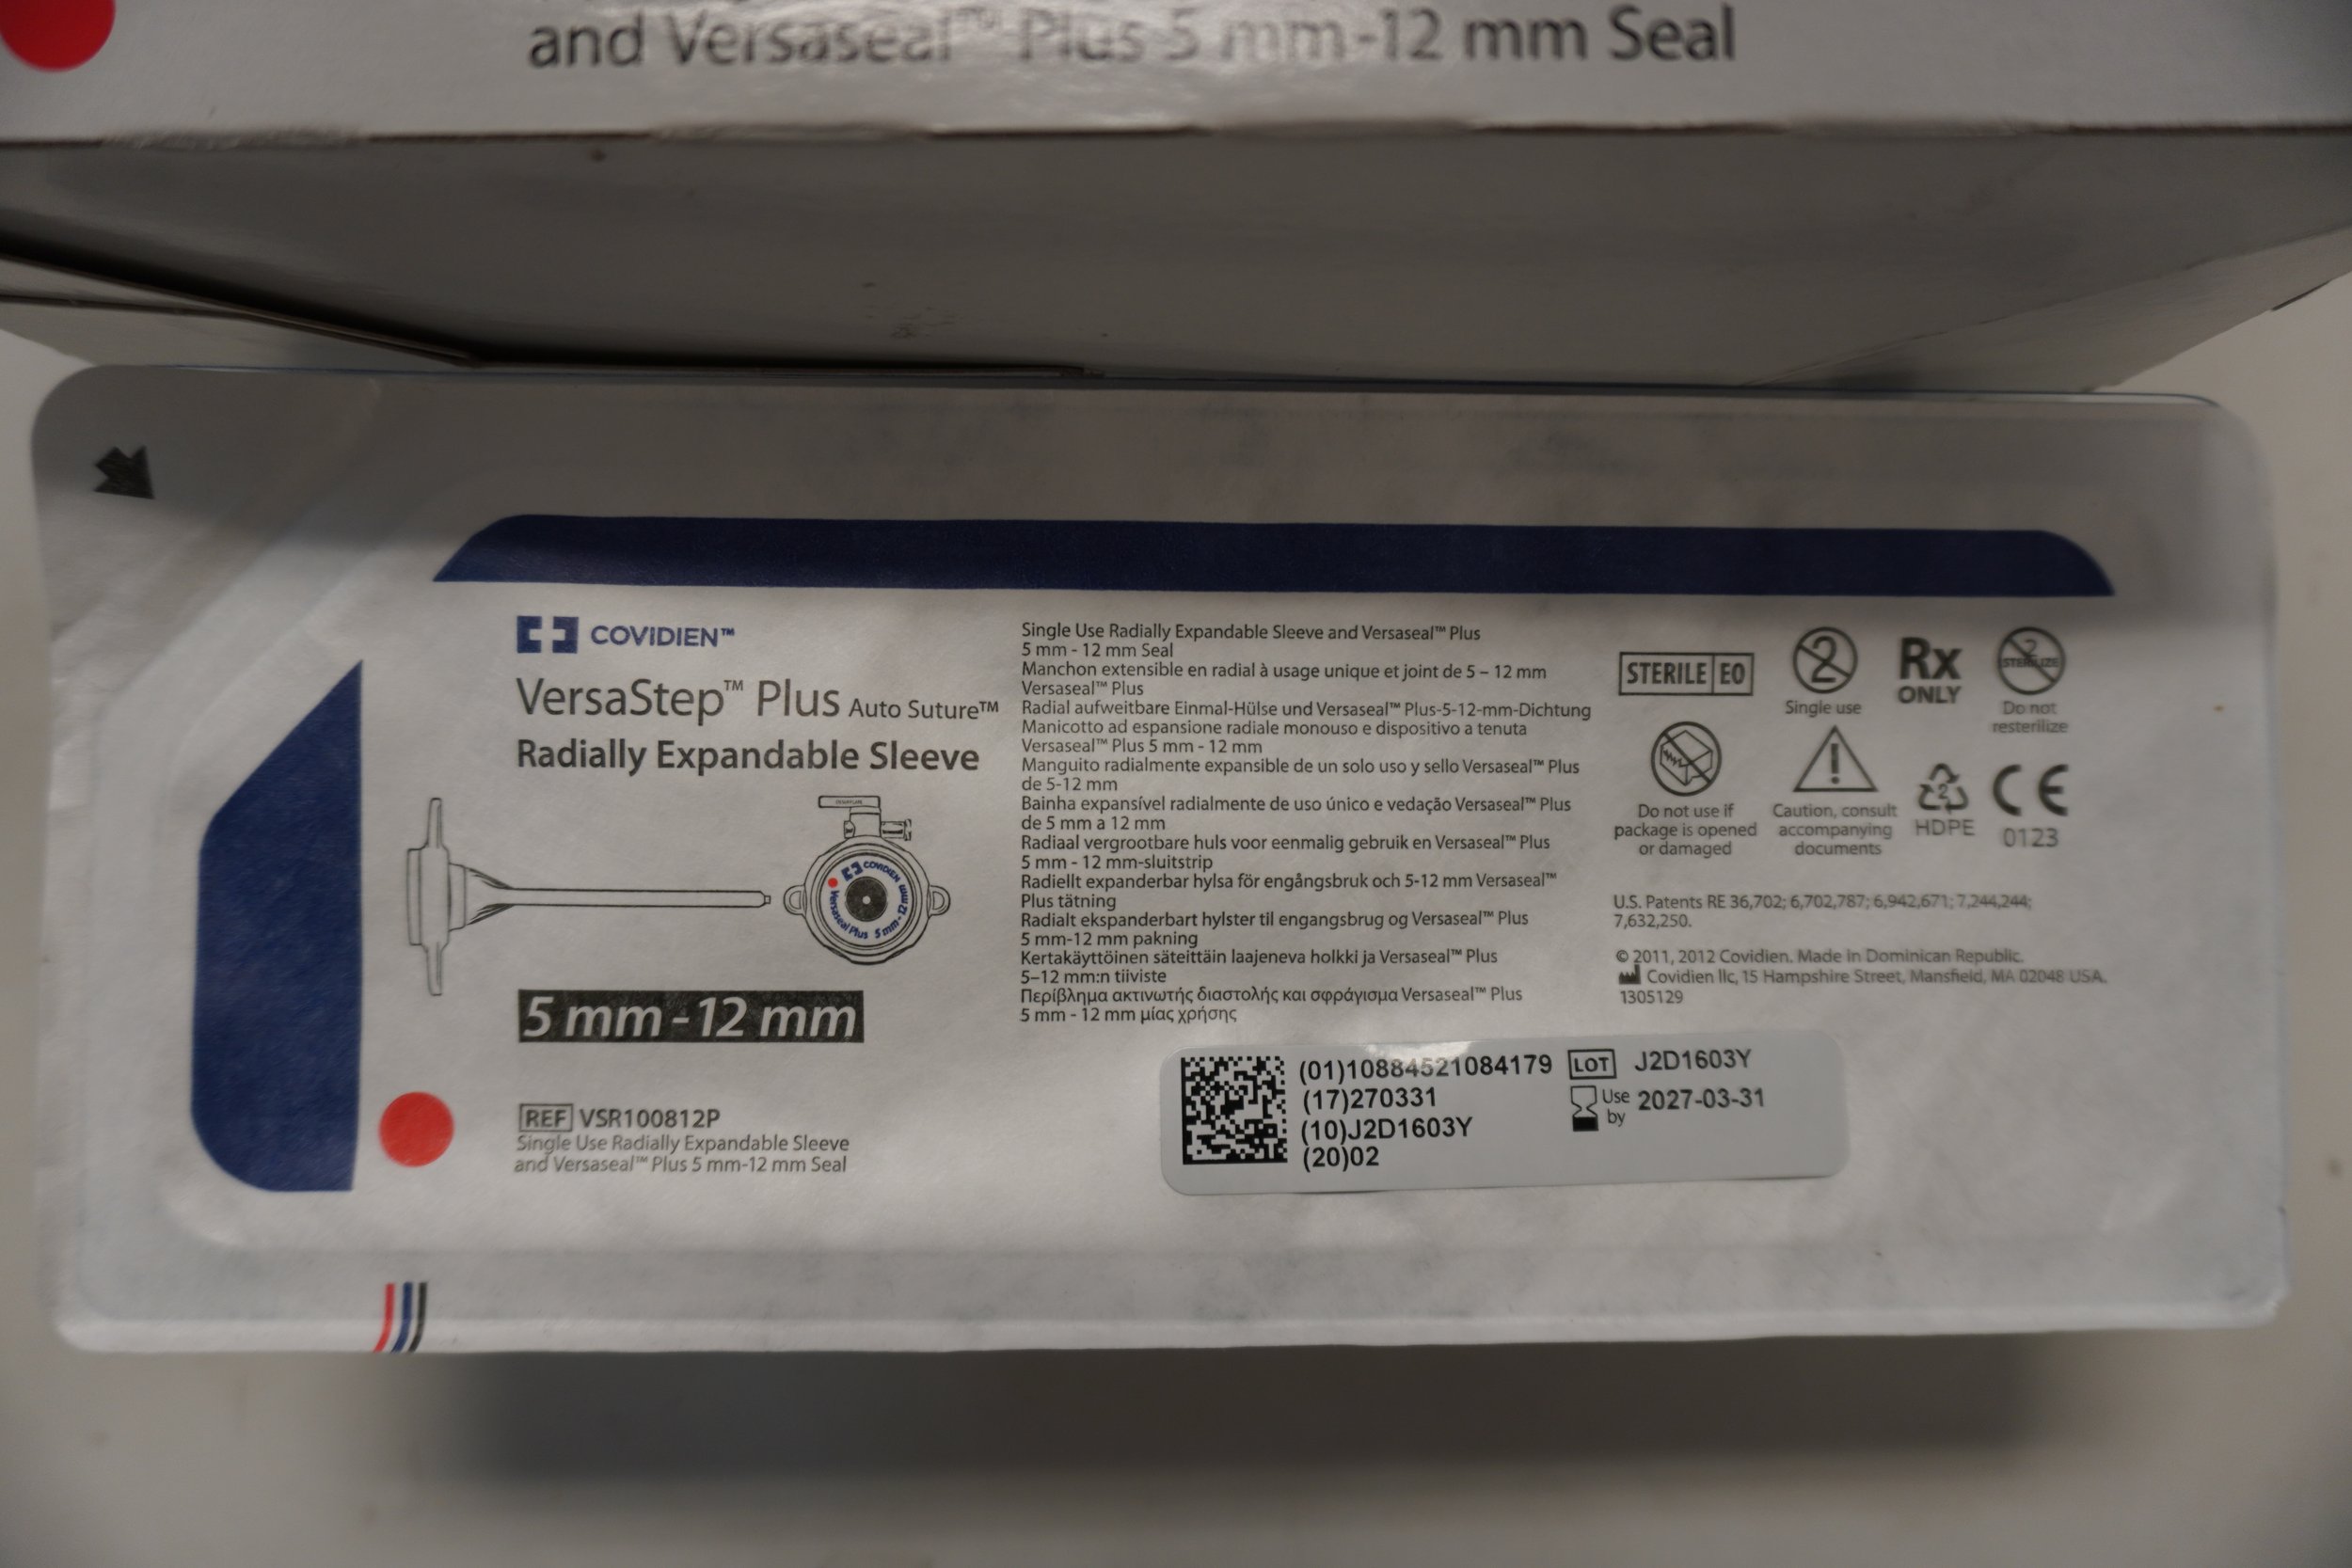 and Versaseal™ Plus 5 mm-12 mm Seal
COVIDIEN™
VersaStep™ Plus Auto Suture™
Radially Expandable Sleeve
COVIDIEN
Versaseal Plus 5 mm-12 mm
5 mm - 12 mm
REF VSR100812P
Single Use Radially Expandable Sleeve
and Versaseal™ Plus 5 mm-12 mm Seal
Single Use Radially Expandable Sleeve and Versaseal™ Plus
5 mm - 12 mm Seal
Manchon extensible en radial à usage unique et joint de 5 – 12 mm
Versaseal™ Plus
Radial aufweitbare Einmal-Hülse und Versaseal™ Plus-5-12-mm-Dichtung
Manicotto ad espansione radiale monouso e dispositivo a tenuta
Versaseal™ Plus 5 mm - 12 mm
Manguito radialmente expansible de un solo uso y sello Versaseal™ Plus
de 5-12 mm
Bainha expansível radialmente de uso único e vedação Versaseal™ Plus
de 5 mm a 12 mm
Radiaal vergrootbare huls voor eenmalig gebruik en Versaseal™ Plus
5 mm - 12 mm-sluitstrip
Radiellt expanderbar hylsa för engångsbruk och 5-12 mm Versaseal™
Plus tätning
Radialt ekspanderbart hylster til engangsbrug og Versaseal™ Plus
5 mm-12 mm pakning
Kertakäyttöinen säteittäin laajeneva holkki ja Versaseal™ Plus
5–12 mm:n tiiviste
Περίβλημα ακτινωτής διαστολής και σφράγισμα Versaseal™ Plus
5 mm - 12 mm μίας χρήσης
STERILE EO
2
Single use
Rx
ONLY
2
STERILIZE
Do not
resterilize
Do not use if
package is opened
or damaged
Caution, consult
accompanying
documents
2
HDPE
CE
0123
U.S. Patents RE 36,702; 6,702,787; 6,942,671; 7,244,244;
7,632,250.
© 2011, 2012 Covidien. Made in Dominican Republic.
Covidien llc, 15 Hampshire Street, Mansfield, MA 02048 USA.
1305129
(01)10884521084179
(17)270331
(10)J2D1603Y
(20)02
LOT J2D1603Y
Use by 2027-03-31